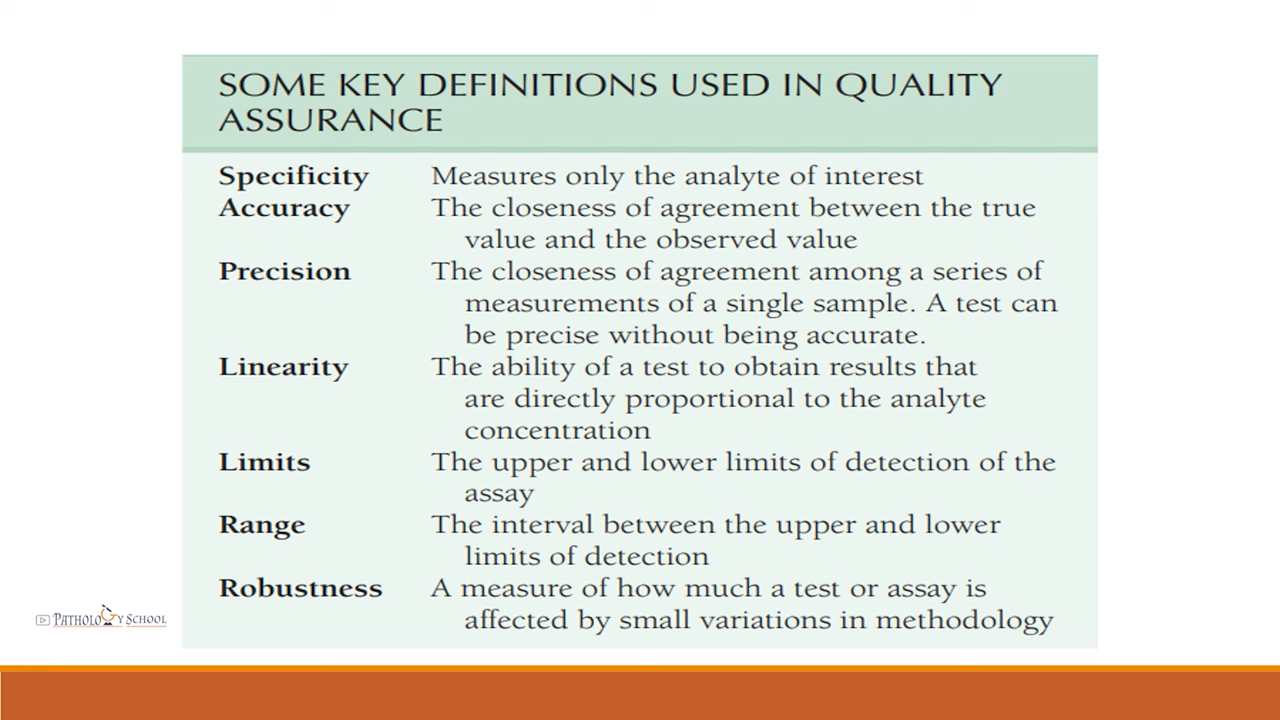 SOME KEY DEFINITIONS USED IN QUALITY
ASSURANCE
Specificity Measures only the analyte of interest
Accuracy The closeness of agreement between the true
value and the observed value
Precision The closeness of agreement among a series of
measurements of a single sample. A test can
be precise without being accurate.
Linearity The ability of a test to obtain results that
are directly proportional to the analyte
concentration
Limits The upper and lower limits of detection of the
assay
Range The interval between the upper and lower
limits of detection
Robustness A measure of how much a test or assay is
affected by small variations in methodology
PATHOLOGY SCHOOL